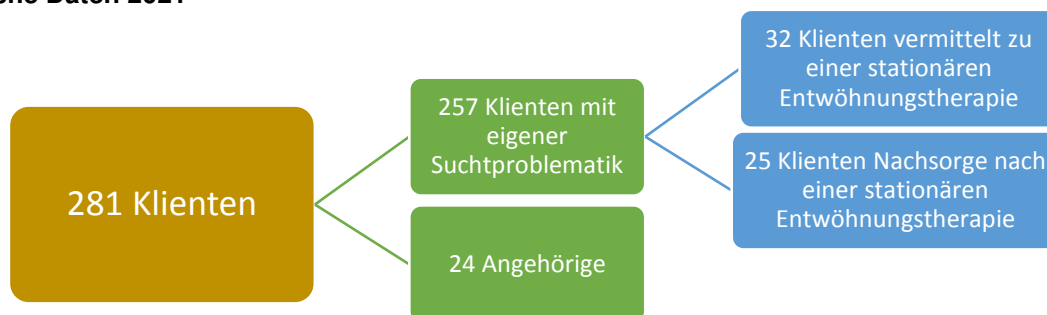 281 Klienten
257 Klienten mit
eigener
Suchtproblematik
24 Angehörige
32 Klienten vermittelt zu
einer stationären
Entwöhnungstherapie
25 Klienten Nachsorge nach
einer stationären
Entwöhnungstherapie